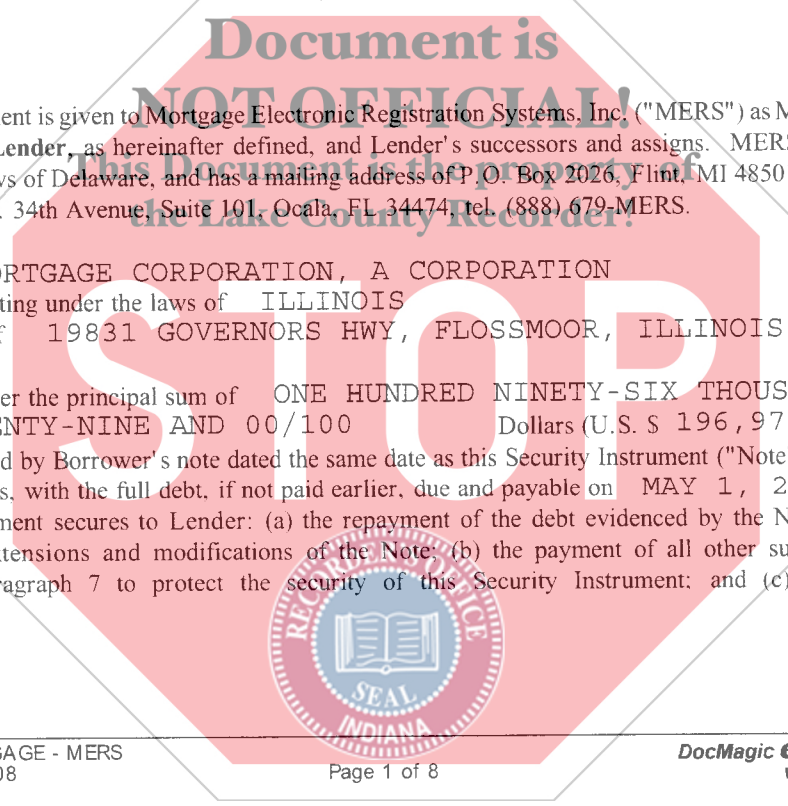 Document is
NOT OFFICIAL!
This Document is the property of
the Lake County Recorder!
ent is given to Mortgage Electronic Registration Systems, Inc. ("MERS") as M
Lender, as hereinafter defined, and Lender's successors and assigns. MERS
ws of Delaware, and has a mailing address of P.O. Box 2026, Flint, MI 4850
. 34th Avenue, Suite 101, Ocala, FL 34474, tel. (888) 679-MERS.
ORTGAGE CORPORATION, A CORPORATION
ting under the laws of ILLINOIS
f 19831 GOVERNORS HWY, FLOSSMOOR, ILLINOIS
STOP
er the principal sum of ONE HUNDRED NINETY-SIX THOUS
ENTY-NINE AND 00/100 Dollars (U.S. $ 196,97
d by Borrower's note dated the same date as this Security Instrument ("Note"
s, with the full debt, if not paid earlier, due and payable on MAY 1, 2
ment secures to Lender: (a) the repayment of the debt evidenced by the N
tensions and modifications of the Note; (b) the payment of all other su
ragraph 7 to protect the security of this Security Instrument; and (c)
RECORDER'S OFFICE
SEAL
INDIANA
GAGE - MERS
08
Page 1 of 8
DocMagic